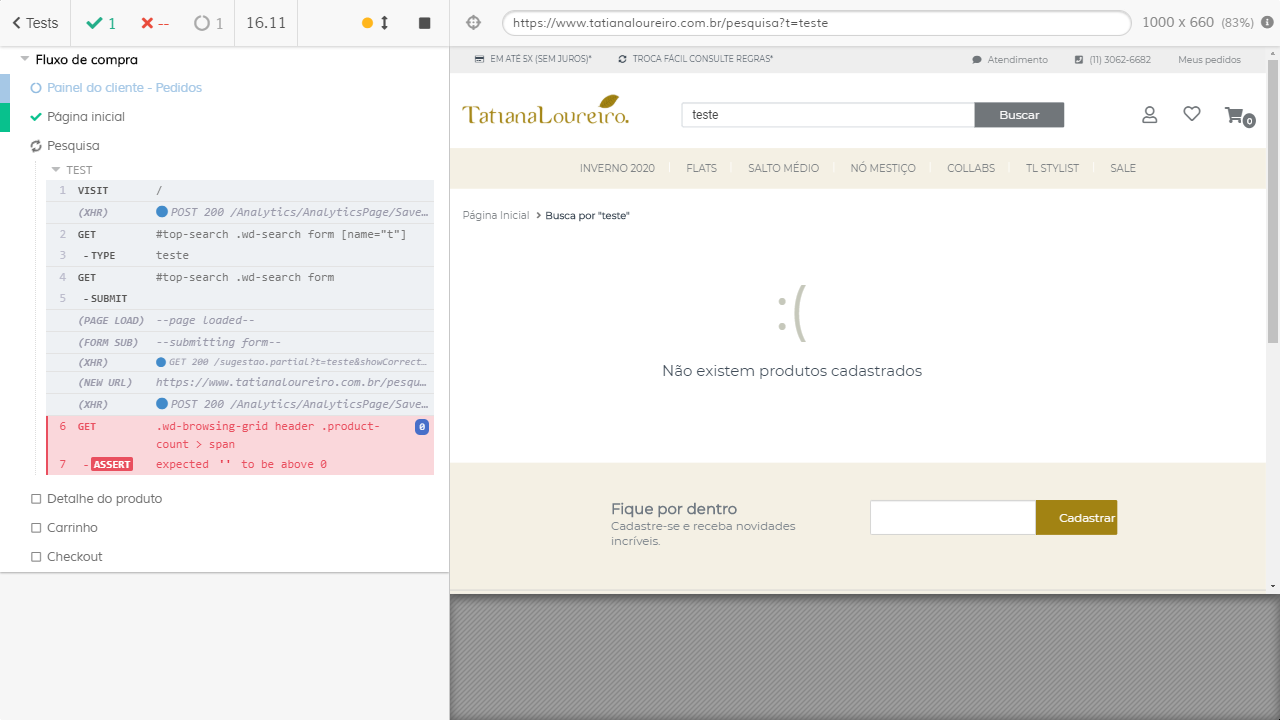 Tests
1
--
1
16.11
https://www.tatianaloureiro.com.br/pesquisa?t=teste
1000 x 660 (83%)
Fluxo de compra
Painel do cliente - Pedidos
Página inicial
Pesquisa
TEST
1 VISIT /
(XHR) POST 200 /Analytics/AnalyticsPage/Save…
2 GET #top-search .wd-search form [name="t"]
3 -TYPE teste
4 GET #top-search .wd-search form
5 -SUBMIT
(PAGE LOAD) --page loaded--
(FORM SUB) --submitting form--
(XHR) GET 200 /sugestao.partial?t=teste&showCorrect…
(NEW URL) https://www.tatianaloureiro.com.br/pesqu…
(XHR) POST 200 /Analytics/AnalyticsPage/Save…
6 GET .wd-browsing-grid header .product-
count > span
0
7 -ASSERT expected '' to be above 0
Detalhe do produto
Carrinho
Checkout
EM ATÉ 5X (SEM JUROS)*
TROCA FÁCIL CONSULTE REGRAS*
Atendimento
(11) 3062-6682
Meus pedidos
TatianaLoureiro.
teste
Buscar
0
INVERNO 2020 FLATS SALTO MÉDIO NÓ MESTIÇO COLLABS TL STYLIST SALE
Página Inicial > Busca por "teste"
:(
Não existem produtos cadastrados
Fique por dentro
Cadastre-se e receba novidades
incríveis.
Cadastrar